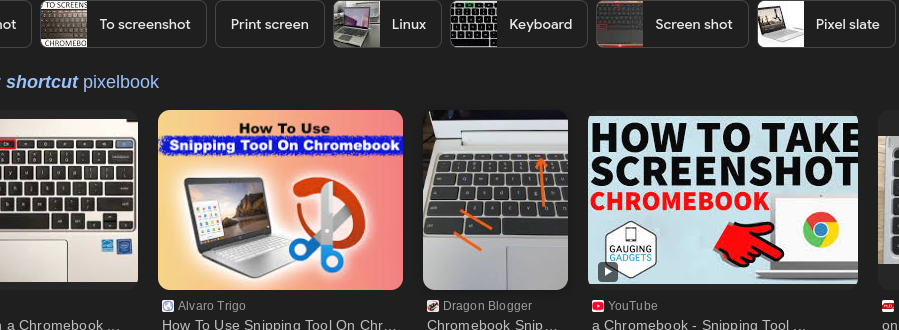 ot
TO SCREENS
CHROMEBO
To screenshot
Print screen
Linux
Keyboard
Screen shot
Pixel slate
shortcut pixelbook
How To Use
Snipping Tool On Chromebook
HOW TO TAKE
SCREENSHOT
CHROMEBOOK
GAUGING
GADGETS
Alvaro Trigo
Dragon Blogger
YouTube
a Chromebook ...
How To Use Snipping Tool On Chr...
Chromebook Snip...
a Chromebook - Snipping Tool ...
on